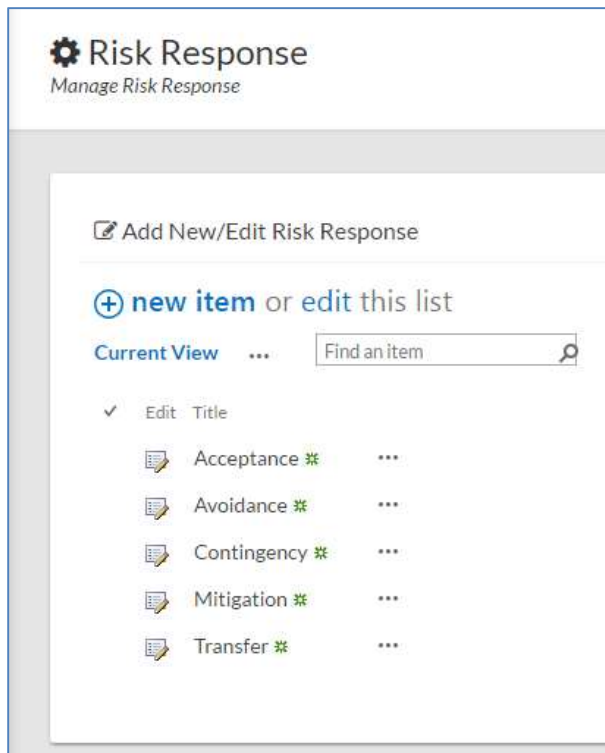 Risk Response
Manage Risk Response
Add New/Edit Risk Response
new item or edit this list
Current View ... Find an item
Edit Title
Acceptance ...
Avoidance ...
Contingency ...
Mitigation ...
Transfer ...